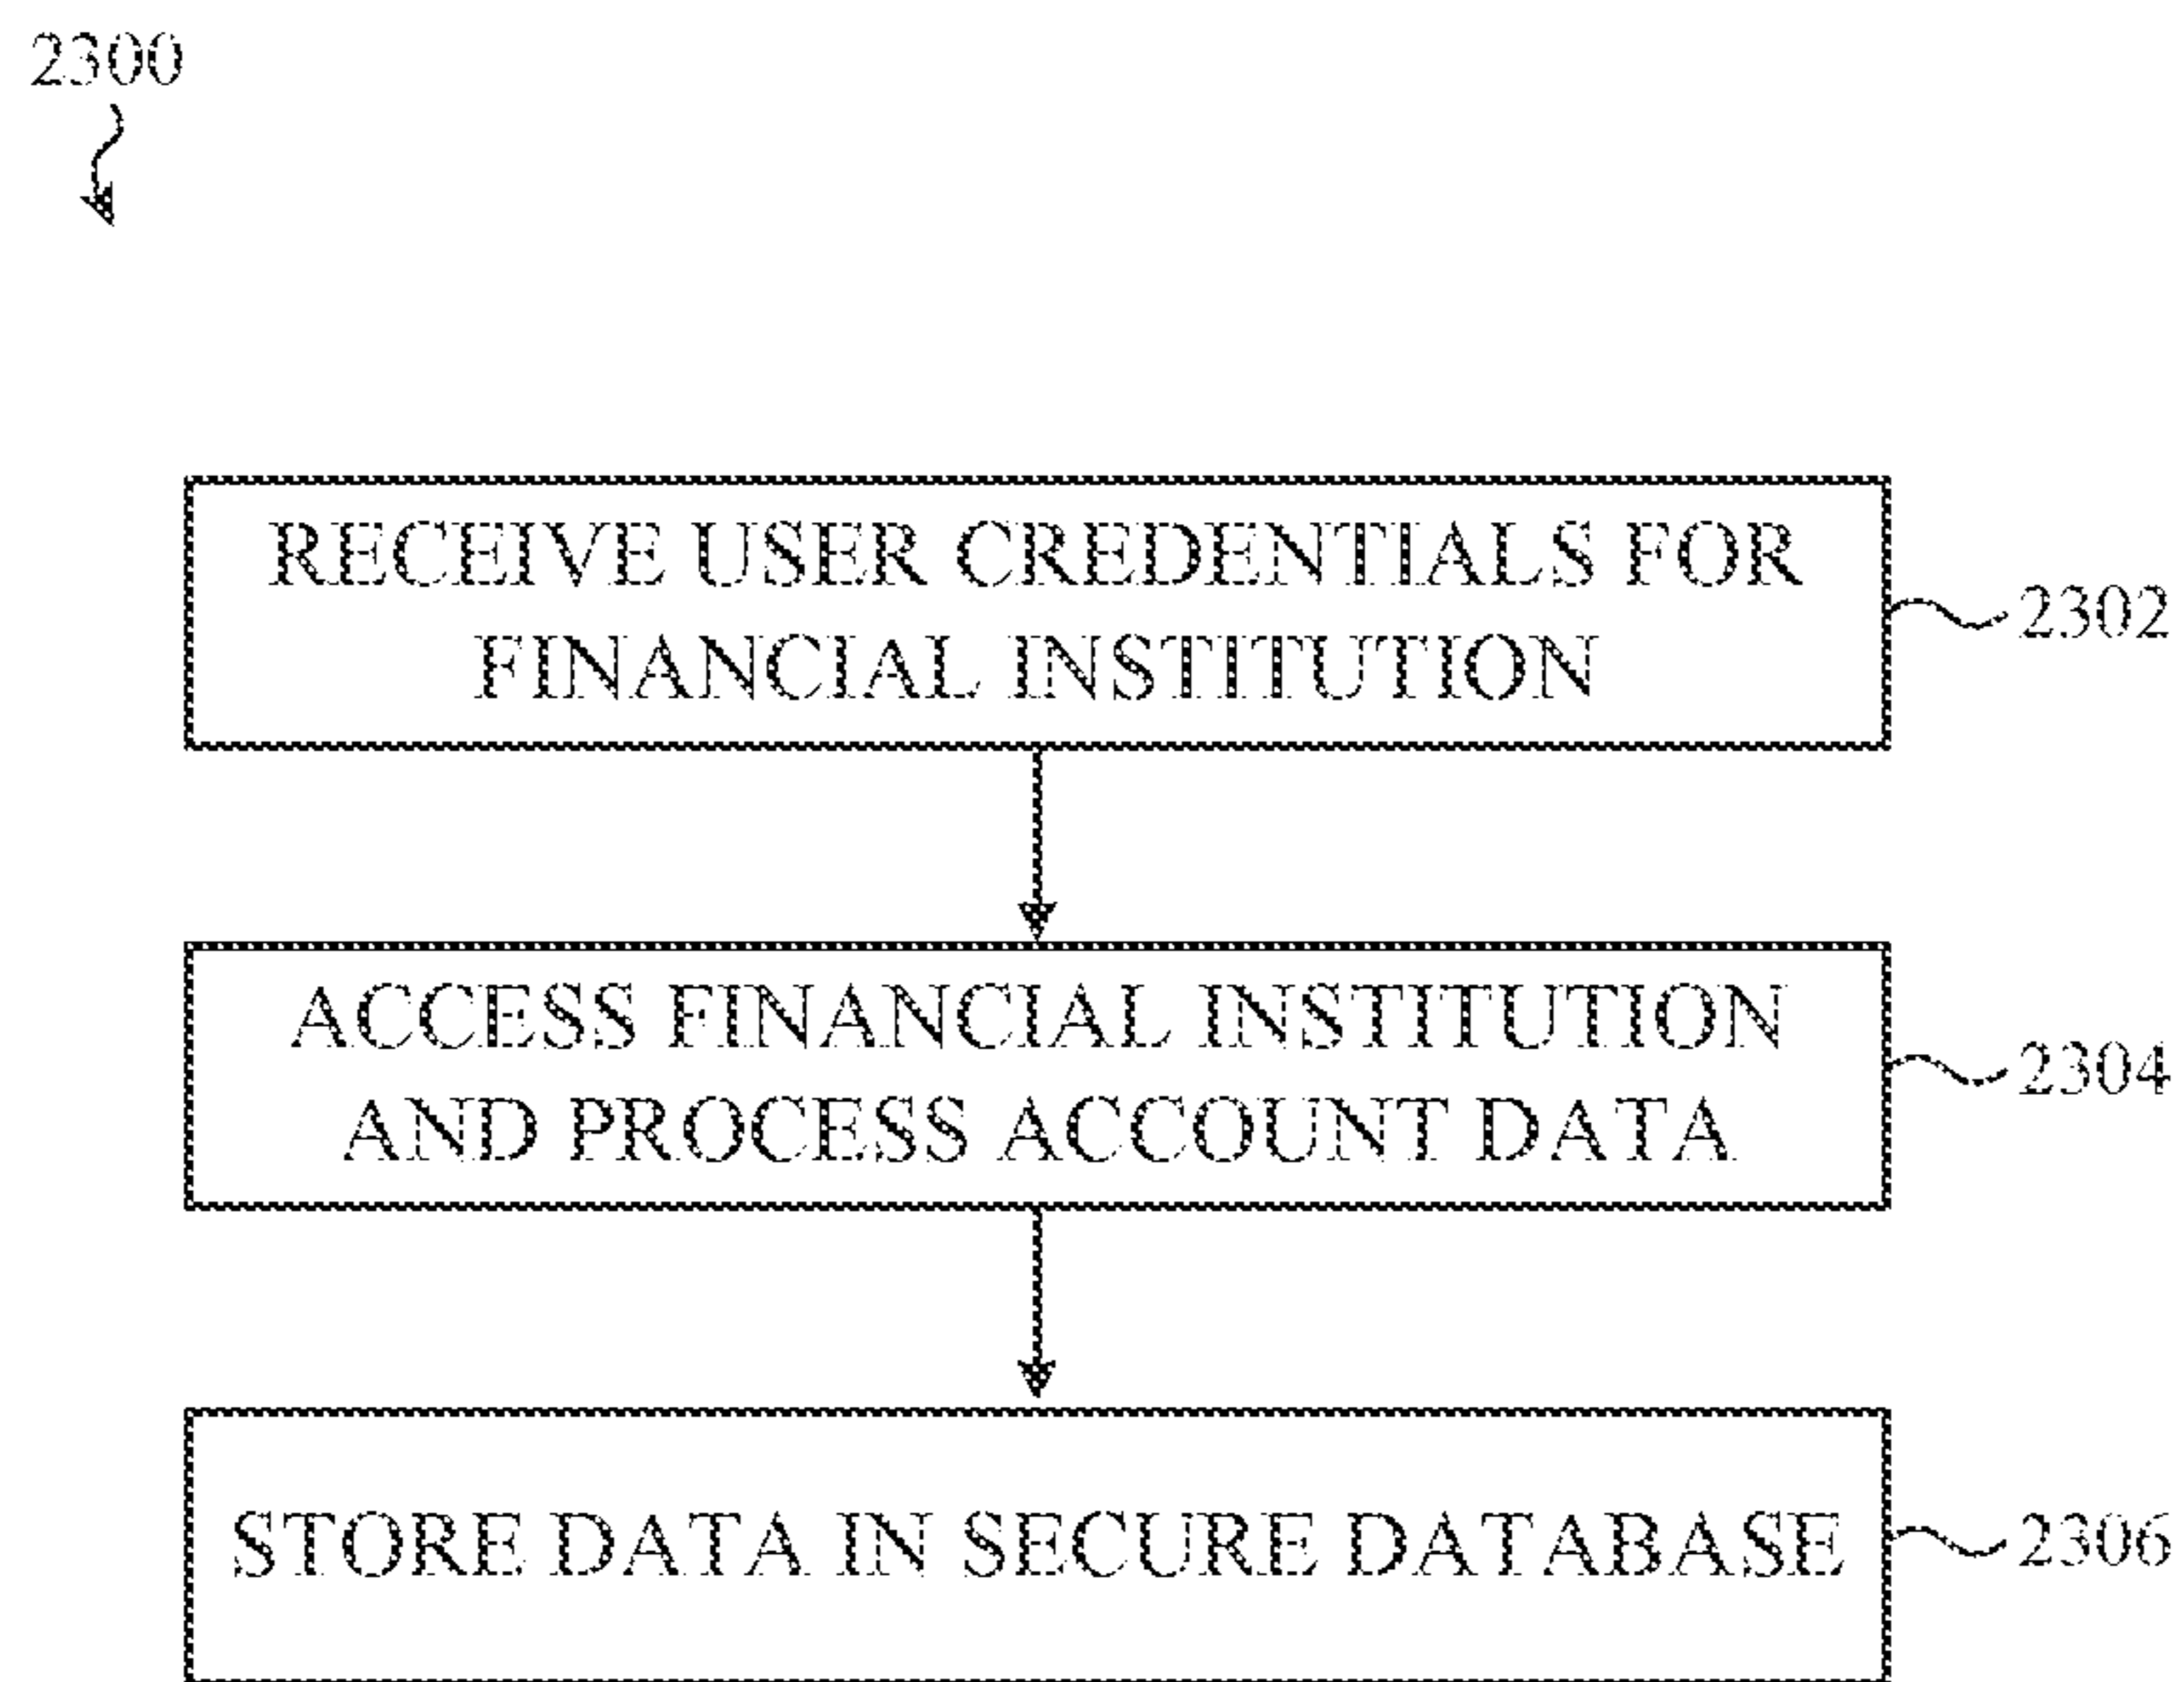 2300
RECEIVE USER CREDENTIALS FOR
FINANCIAL INSTITUTION
2302
ACCESS FINANCIAL INSTITUTION
AND PROCESS ACCOUNT DATA
2304
STORE DATA IN SECURE DATABASE
2306